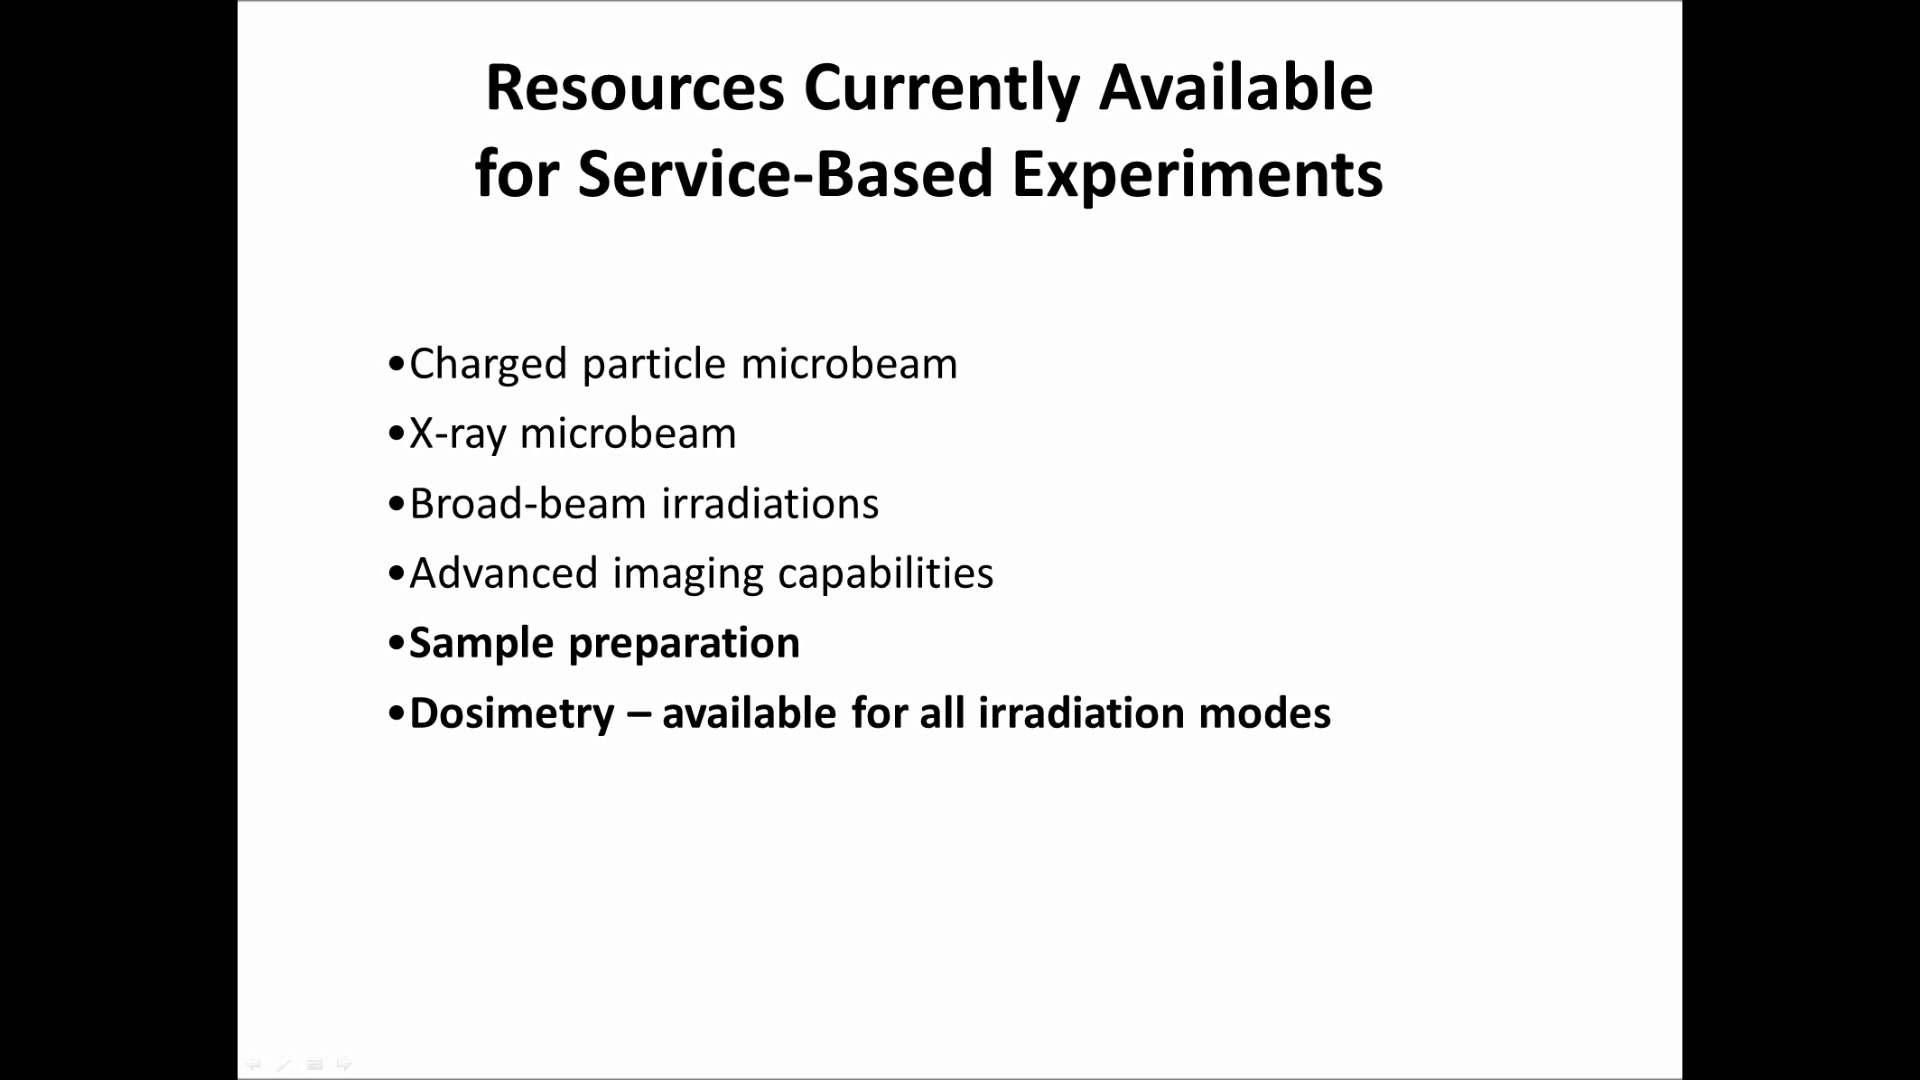 Resources Currently Available
for Service-Based Experiments
•Charged particle microbeam
•X-ray microbeam
•Broad-beam irradiations
•Advanced imaging capabilities
•Sample preparation
•Dosimetry – available for all irradiation modes